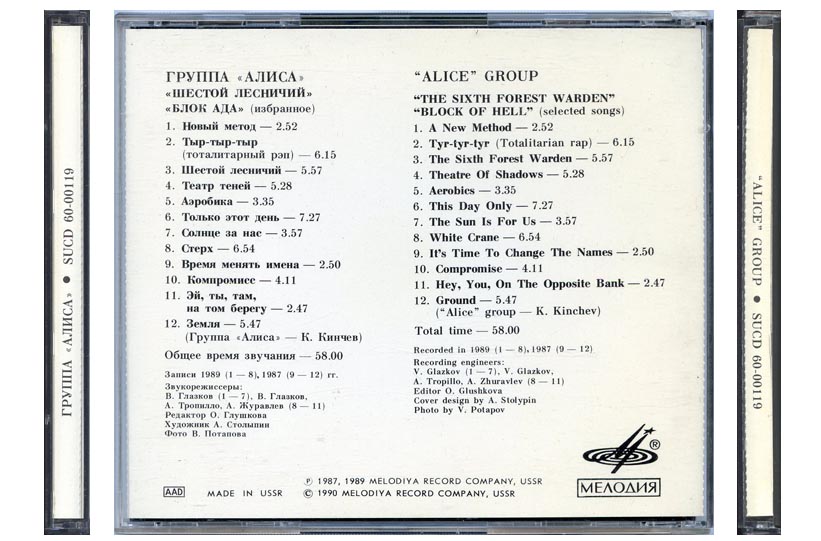 ГРУППА «АЛИСА» ● SUCD 60-00119
ГРУППА «АЛИСА»
«ШЕСТОЙ ЛЕСНИЧИЙ»
«БЛОК АДА» (избранное)
1. Новый метод — 2.52
2. Тыр-тыр-тыр
(тоталитарный рэп) — 6.15
3. Шестой лесничий — 5.57
4. Театр теней — 5.28
5. Аэробика — 3.35
6. Только этот день — 7.27
7. Солнце за нас — 3.57
8. Стерх — 6.54
9. Время менять имена — 2.50
10. Компромисс — 4.11
11. Эй, ты, там,
на том берегу — 2.47
12. Земля — 5.47
(Группа «Алиса» — К. Кинчев)
Общее время звучания — 58.00
Записи 1989 (1 — 8), 1987 (9 — 12) гг.
Звукорежиссеры:
В. Глазков (1 — 7), В. Глазков,
А. Тропилло, А. Журавлев (8 — 11)
Редактор О. Глушкова
Художник А. Столыпин
Фото В. Потапова
"ALICE" GROUP
"THE SIXTH FOREST WARDEN"
"BLOCK OF HELL" (selected songs)
1. A New Method — 2.52
2. Tyr-tyr-tyr (Totalitarian rap) — 6.15
3. The Sixth Forest Warden — 5.57
4. Theatre Of Shadows — 5.28
5. Aerobics — 3.35
6. This Day Only — 7.27
7. The Sun Is For Us — 3.57
8. White Crane — 6.54
9. It's Time To Change The Names — 2.50
10. Compromise — 4.11
11. Hey, You, On The Opposite Bank — 2.47
12. Ground — 5.47
("Alice" group — K. Kinchev)
Total time — 58.00
Recorded in 1989 (1 — 8), 1987 (9 — 12)
Recording engineers:
V. Glazkov (1 — 7), V. Glazkov,
A. Tropillo, A. Zhuravlev (8 — 11)
Editor O. Glushkova
Cover design by A. Stolypin
Photo by V. Potapov
®
МЕЛОДИЯ
AAD MADE IN USSR
℗ 1987, 1989 MELODIYA RECORD COMPANY, USSR
© 1990 MELODIYA RECORD COMPANY, USSR
"ALICE" GROUP ● SUCD 60-00119